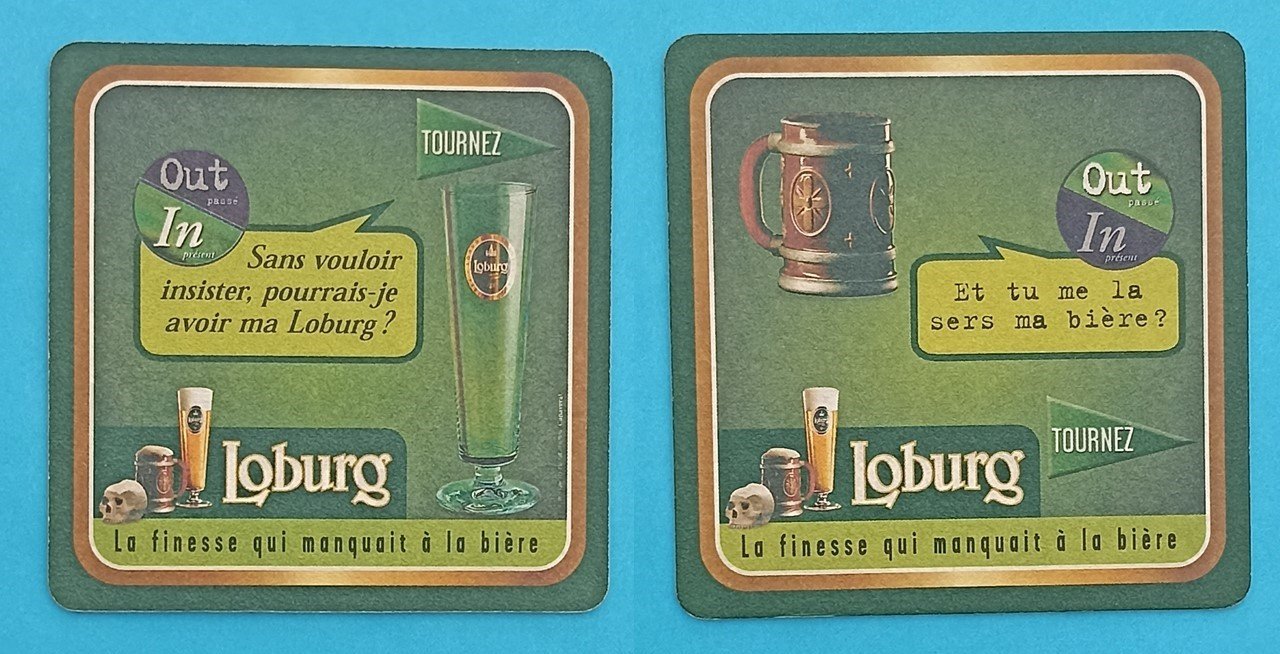 TOURNEZ
Out
passé
In
présent
Sans vouloir
insister, pourrais-je
avoir ma Loburg ?
Loburg
Loburg
La finesse qui manquait à la bière
Out
passé
In
présent
Et tu me la
sers ma bière?
TOURNEZ
Loburg
La finesse qui manquait à la bière